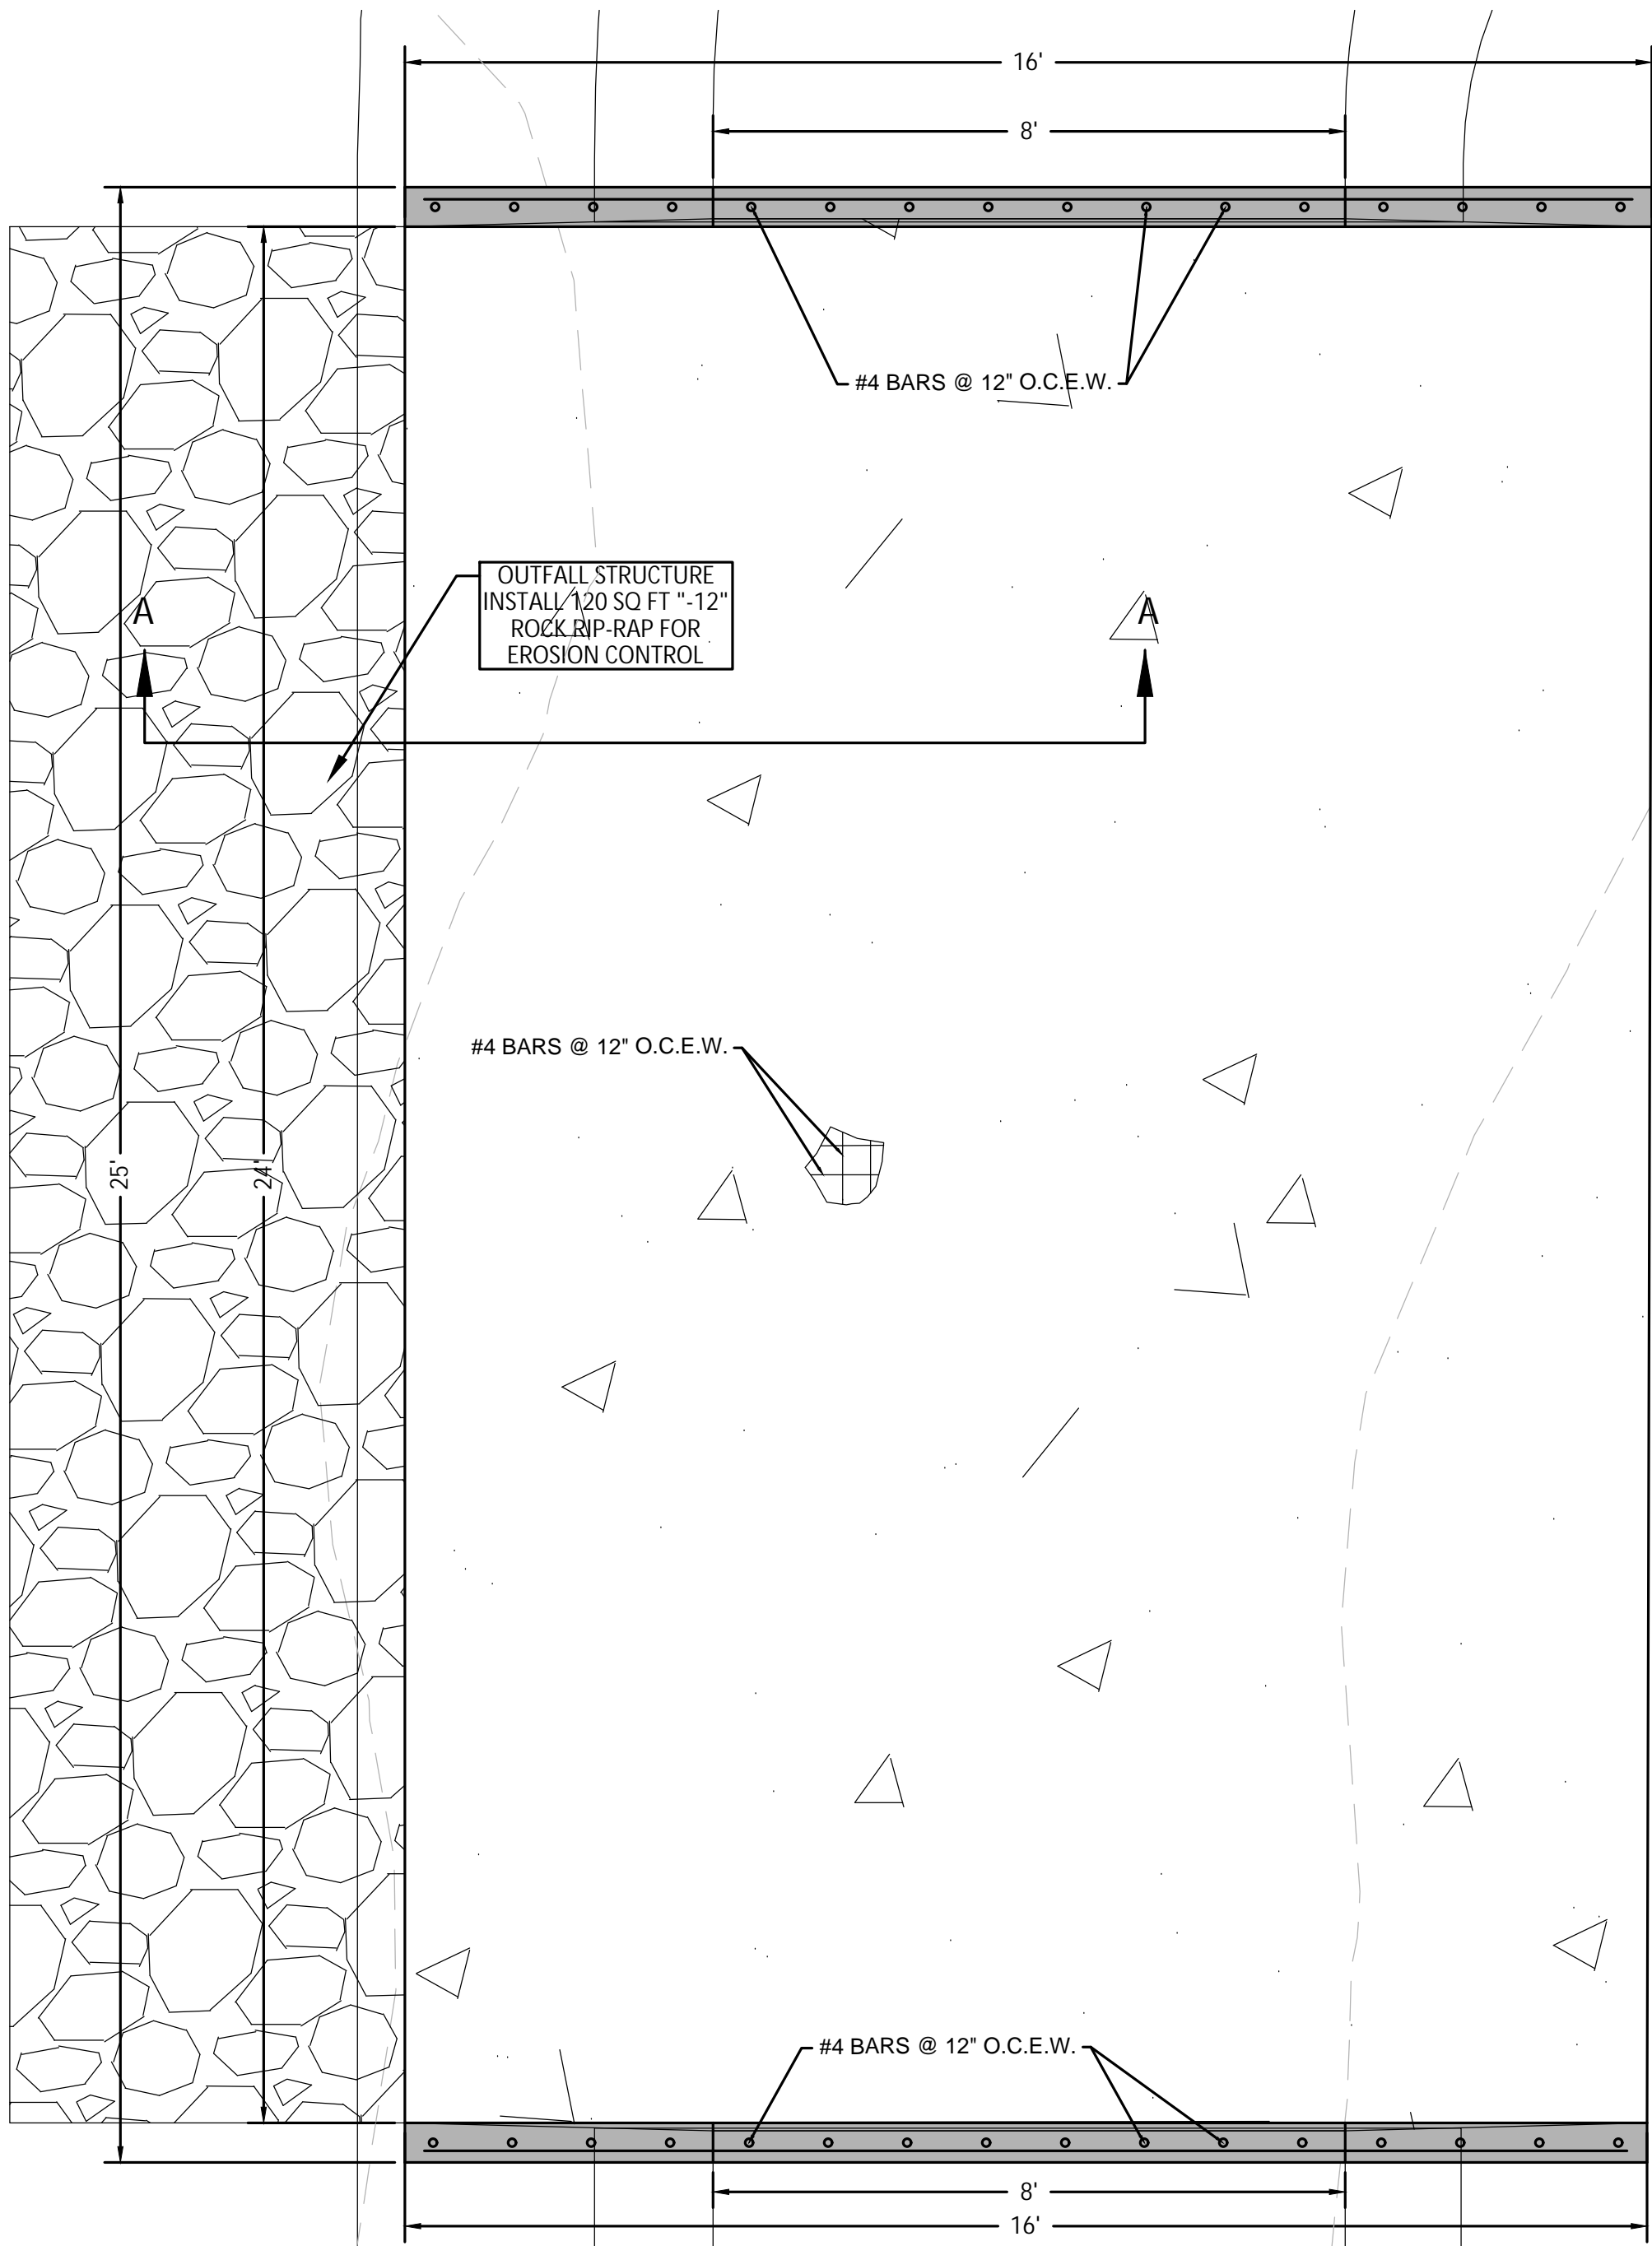 16'
8'
#4 BARS @ 12" O.C.E.W.
OUTFALL STRUCTURE
INSTALL 120 SQ FT "-12"
ROCK RIP-RAP FOR
EROSION CONTROL
A
A
#4 BARS @ 12" O.C.E.W.
25'
24'
#4 BARS @ 12" O.C.E.W.
8'
16'